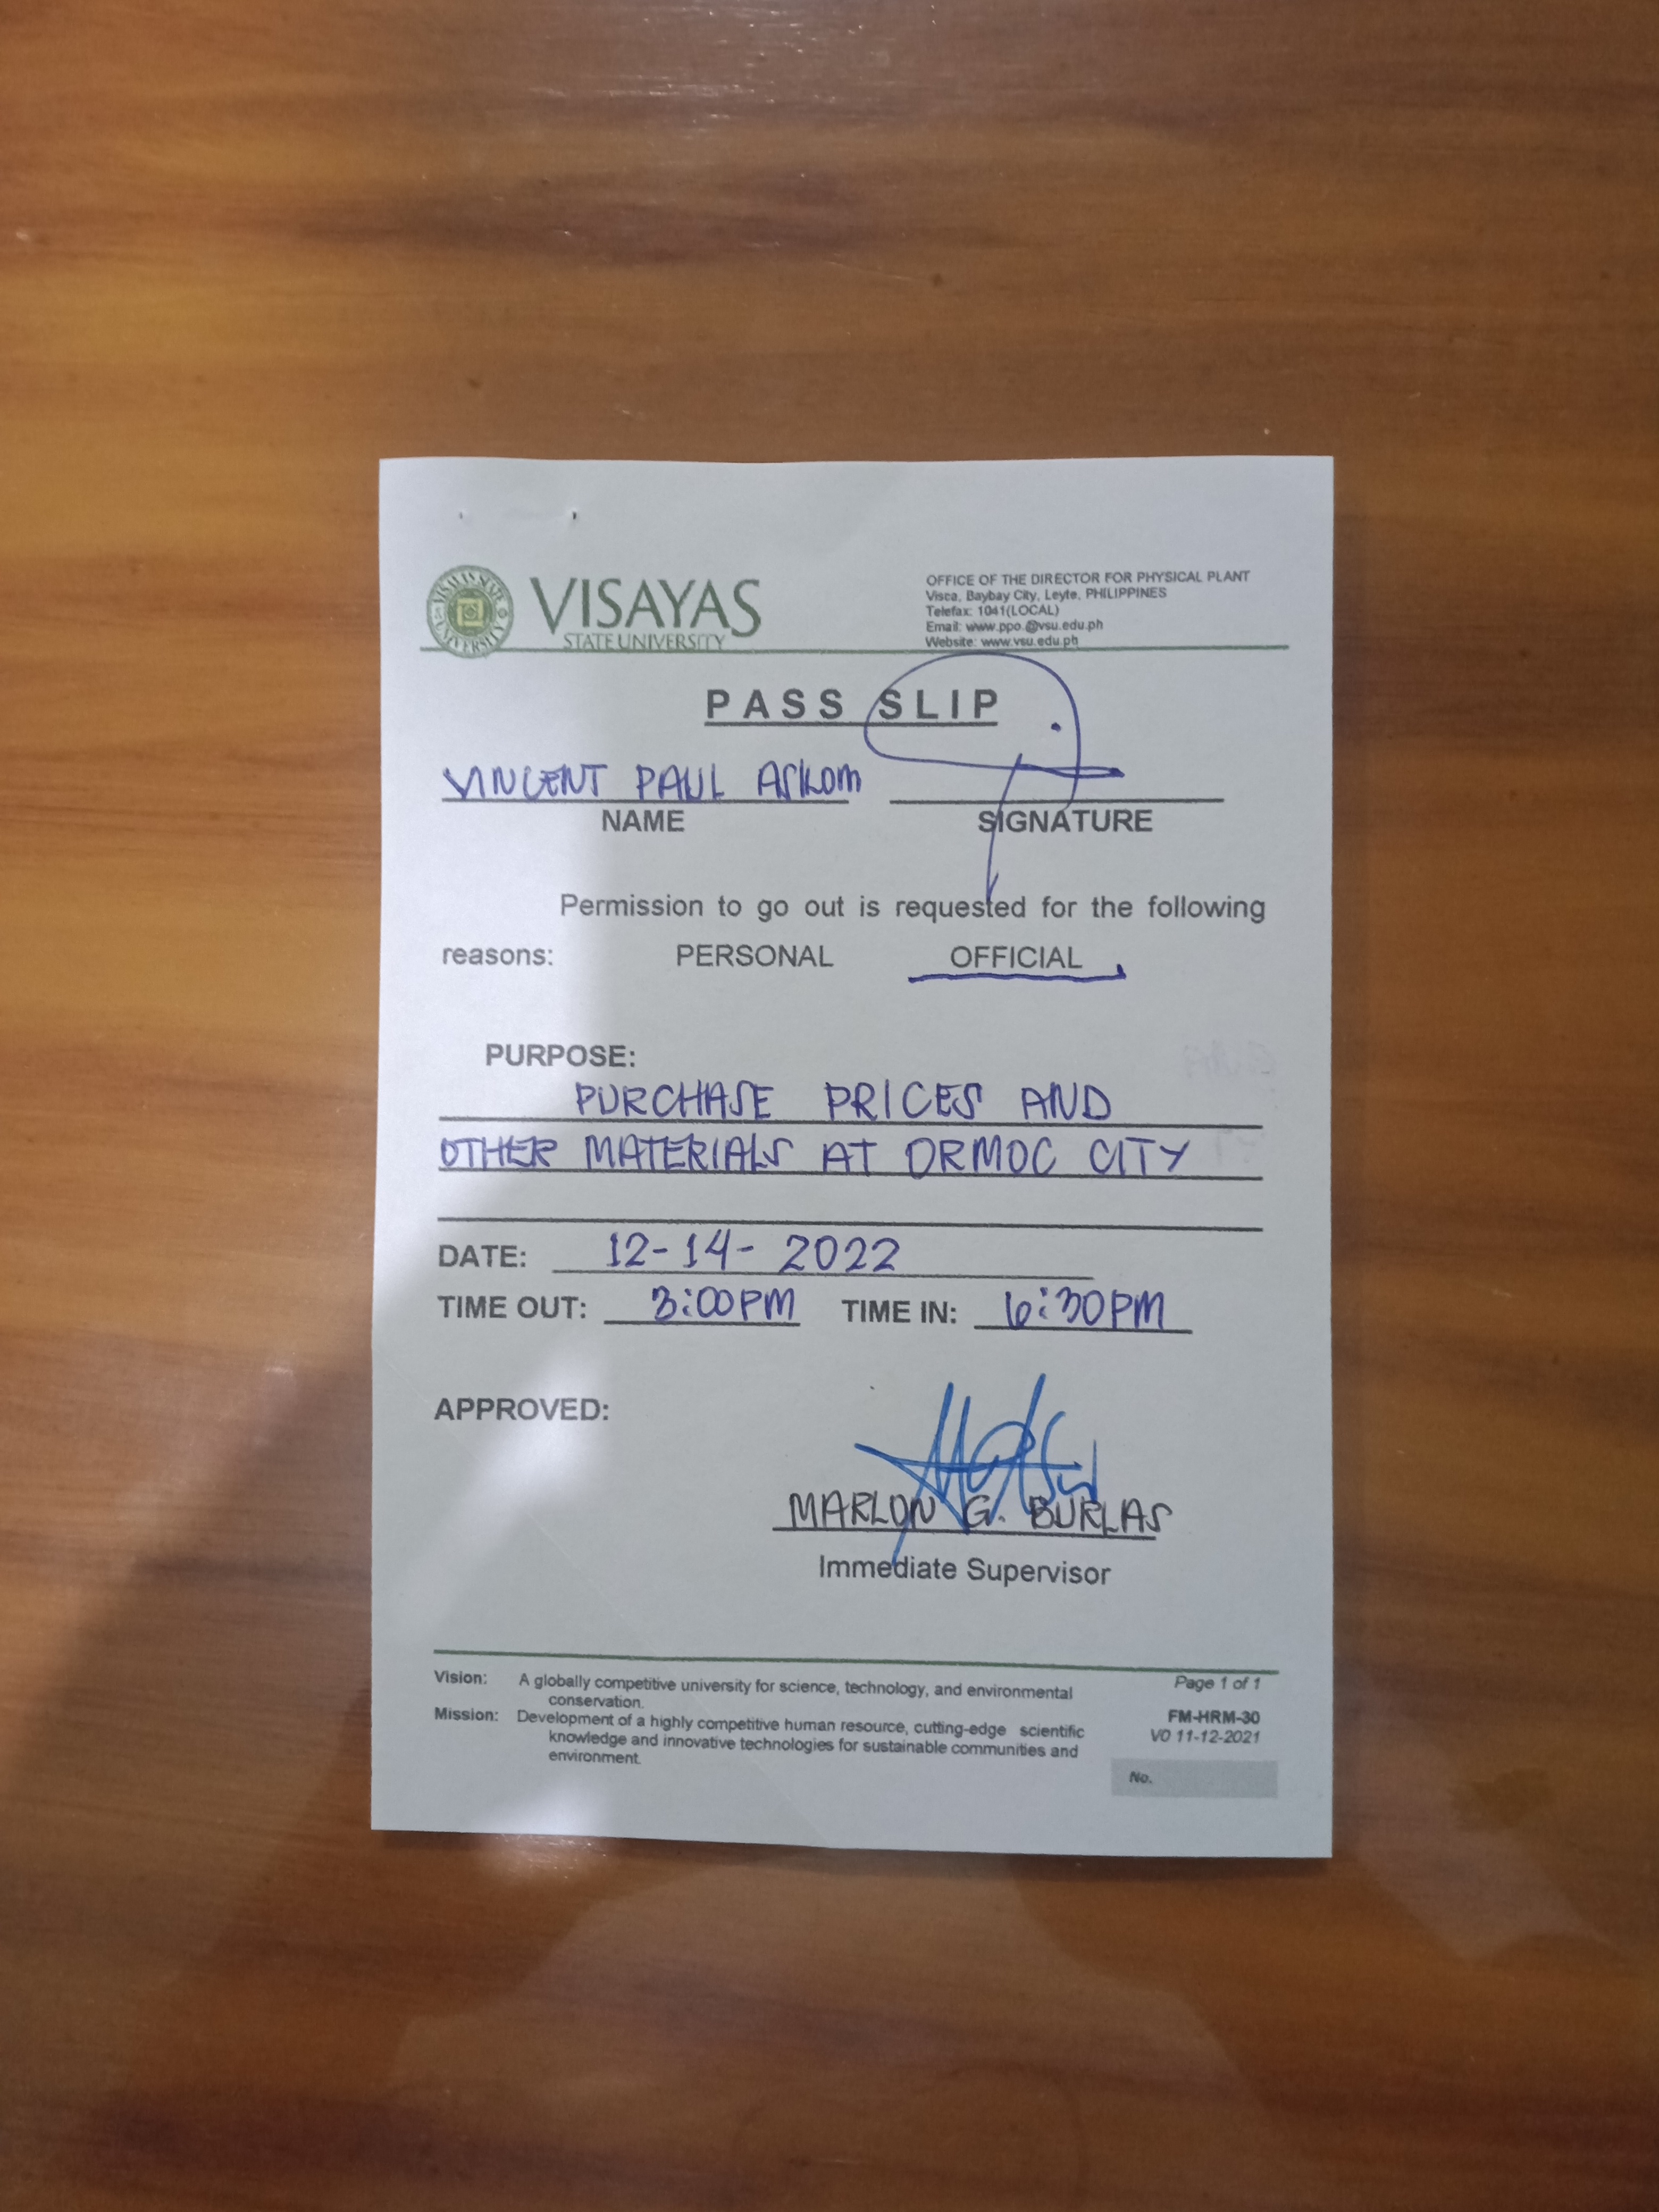 VISAYAS
STATE UNIVERSITY
OFFICE OF THE DIRECTOR FOR PHYSICAL PLANT
Visca, Baybay City, Leyte, PHILIPPINES
Telefax: 1041(LOCAL)
Email: www.ppo.@vsu.edu.ph
Website: www.vsu.edu.ph
PASS SLIP
VINCENT PAUL ASILOM
NAME SIGNATURE
Permission to go out is requested for the following
reasons: PERSONAL OFFICIAL
PURPOSE:
PURCHASE PRICES AND
OTHER MATERIALS AT ORMOC CITY
DATE: 12-14-2022
TIME OUT: 3:00PM TIME IN: 6:30PM
APPROVED:
MARLON G. BURLAS
Immediate Supervisor
Vision: A globally competitive university for science, technology, and environmental
conservation.
Mission: Development of a highly competitive human resource, cutting-edge scientific
knowledge and innovative technologies for sustainable communities and
environment.
Page 1 of 1
FM-HRM-30
V0 11-12-2021
No.